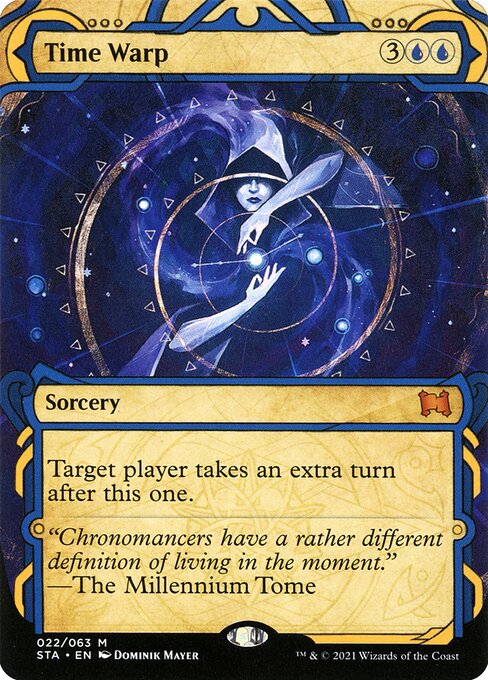 Time Warp 3
Sorcery
Target player takes an extra turn
after this one.
“Chronomancers have a rather different
definition of living in the moment.”
—The Millennium Tome
022/063 M
STA • EN Dominik Mayer
™ & © 2021 Wizards of the Coast